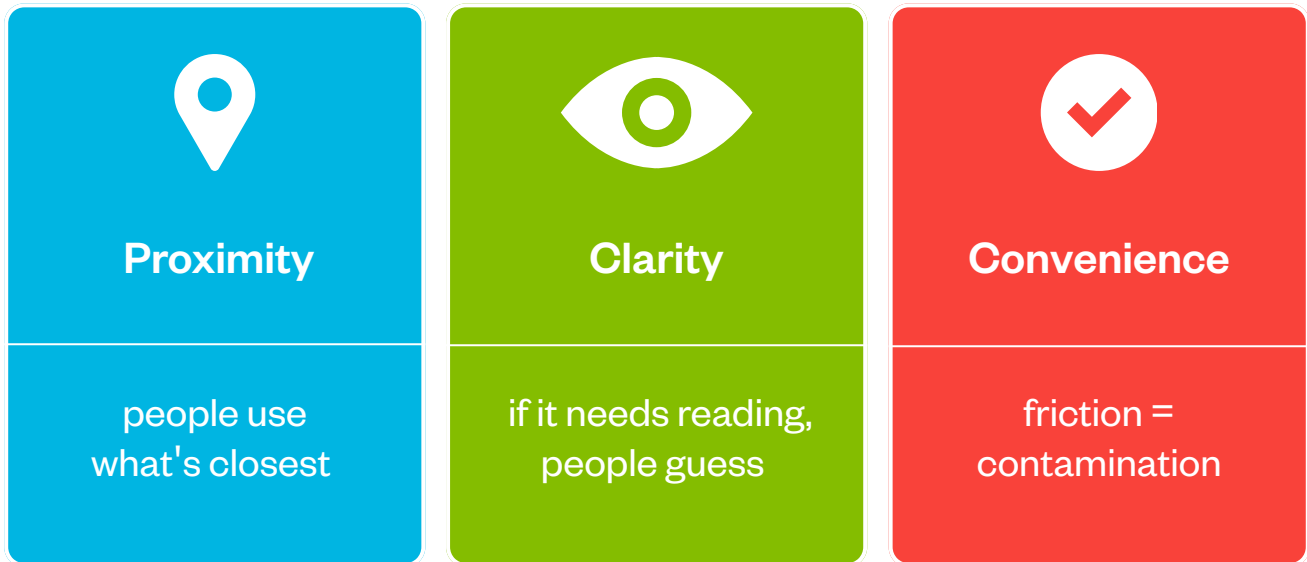 Proximity
people use
what's closest
Clarity
if it needs reading,
people guess
Convenience
friction =
contamination